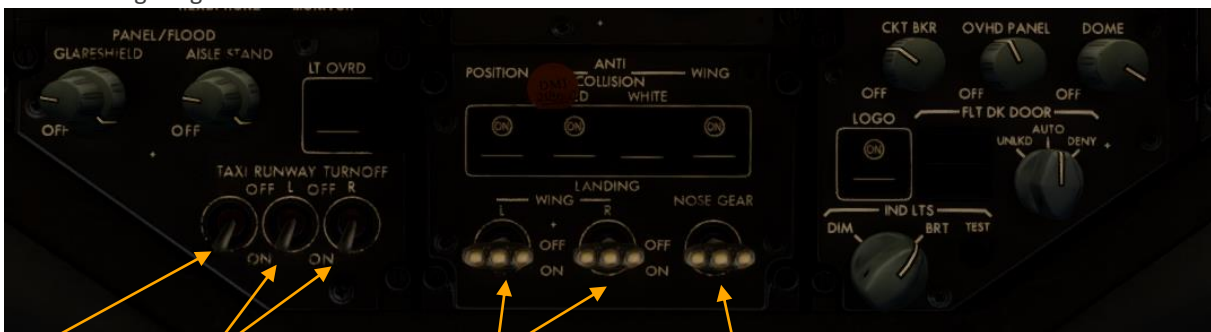 PANEL/FLOOD
GLARESHIELD AISLE STAND
OFF OFF
LT OVRD
TAXI RUNWAY TURNOFF
OFF L OFF R
ON ON
POSITION ANTI COLLISION WING
WHITE
ON ON ON
LANDING
WING
L R NOSE GEAR
OFF OFF
ON ON
CKT BKR OVHD PANEL DOME
OFF OFF OFF
LOGO
ON
FLT DK DOOR
UNLKD AUTO DENY
IND LTS
DIM BRT TEST